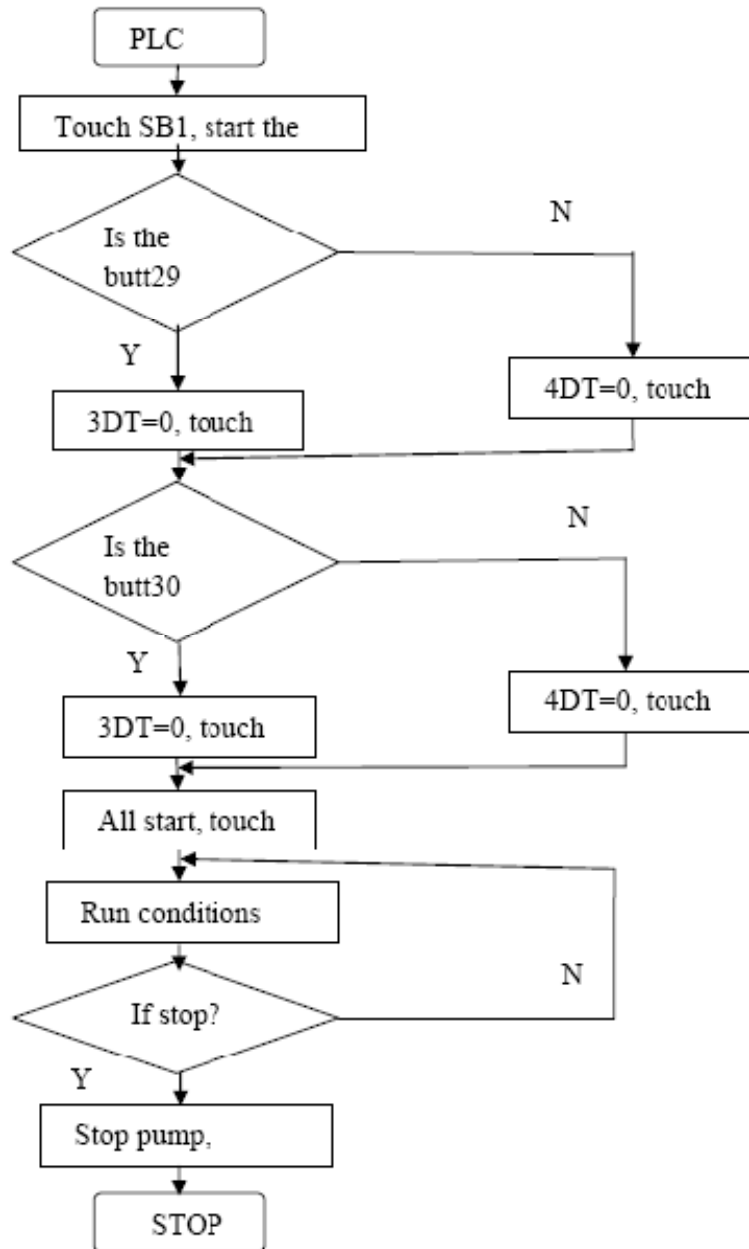 PLC
Touch SB1, start the
Is the
butt29
N
Y
3DT=0, touch
4DT=0, touch
Is the
butt30
N
Y
3DT=0, touch
4DT=0, touch
All start, touch
Run conditions
If stop?
N
Y
Stop pump,
STOP